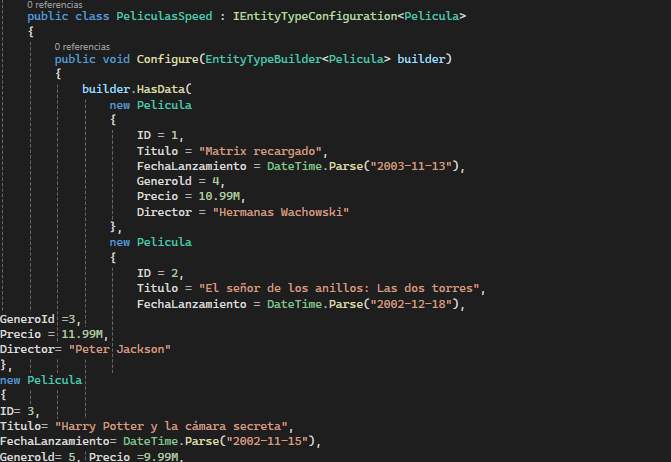 0 referencias
public class PeliculasSpeed : IEntityTypeConfiguration<Pelicula>
{
0 referencias
public void Configure(EntityTypeBuilder<Pelicula> builder)
{
builder.HasData(
new Pelicula
{
ID = 1,
Titulo = "Matrix recargado",
FechaLanzamiento = DateTime.Parse("2003-11-13"),
Generold = 4,
Precio = 10.99M,
Director = "Hermanas Wachowski"
},
new Pelicula
{
ID = 2,
Titulo = "El señor de los anillos: Las dos torres",
FechaLanzamiento = DateTime.Parse("2002-12-18"),
GeneroId =3,
Precio = 11.99M,
Director= "Peter Jackson"
},
new Pelicula
{
ID= 3,
Titulo= "Harry Potter y la cámara secreta",
FechaLanzamiento= DateTime.Parse("2002-11-15"),
Generold= 5, Precio =9.99M,